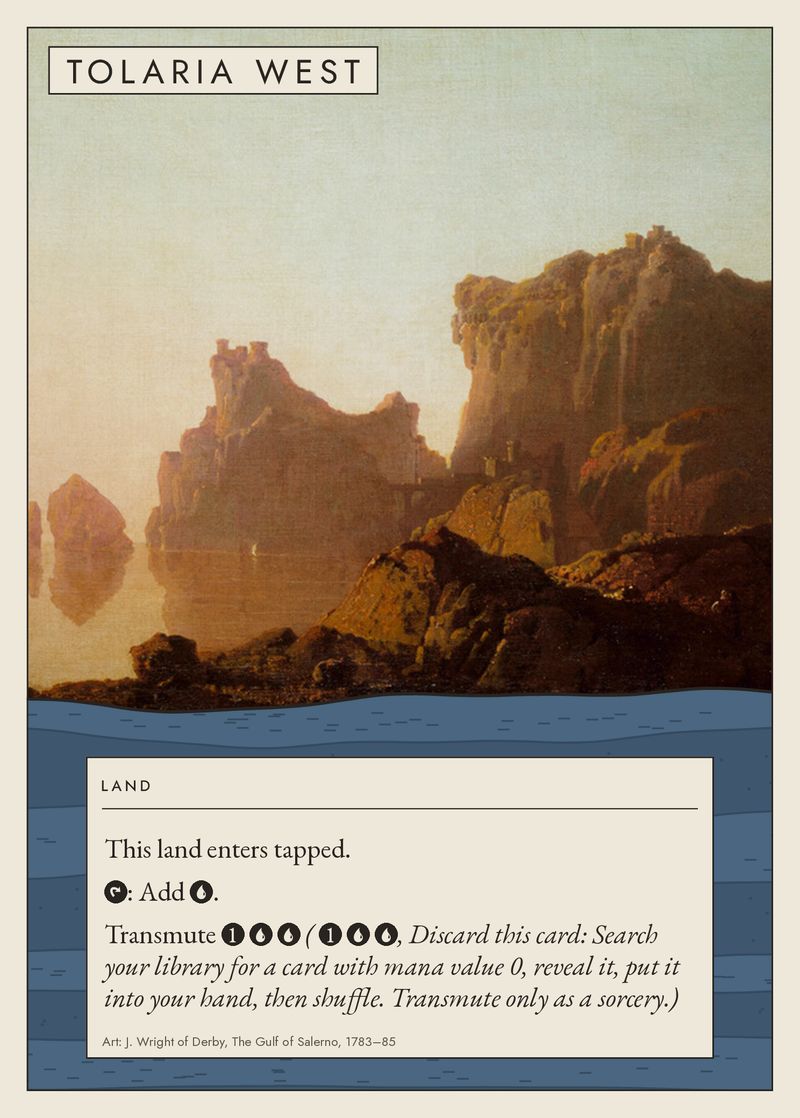 TOLARIA WEST
LAND
This land enters tapped.
: Add .
Transmute 1 ( 1 , Discard this card: Search
your library for a card with mana value 0, reveal it, put it
into your hand, then shuffle. Transmute only as a sorcery.)
Art: J. Wright of Derby, The Gulf of Salerno, 1783–85